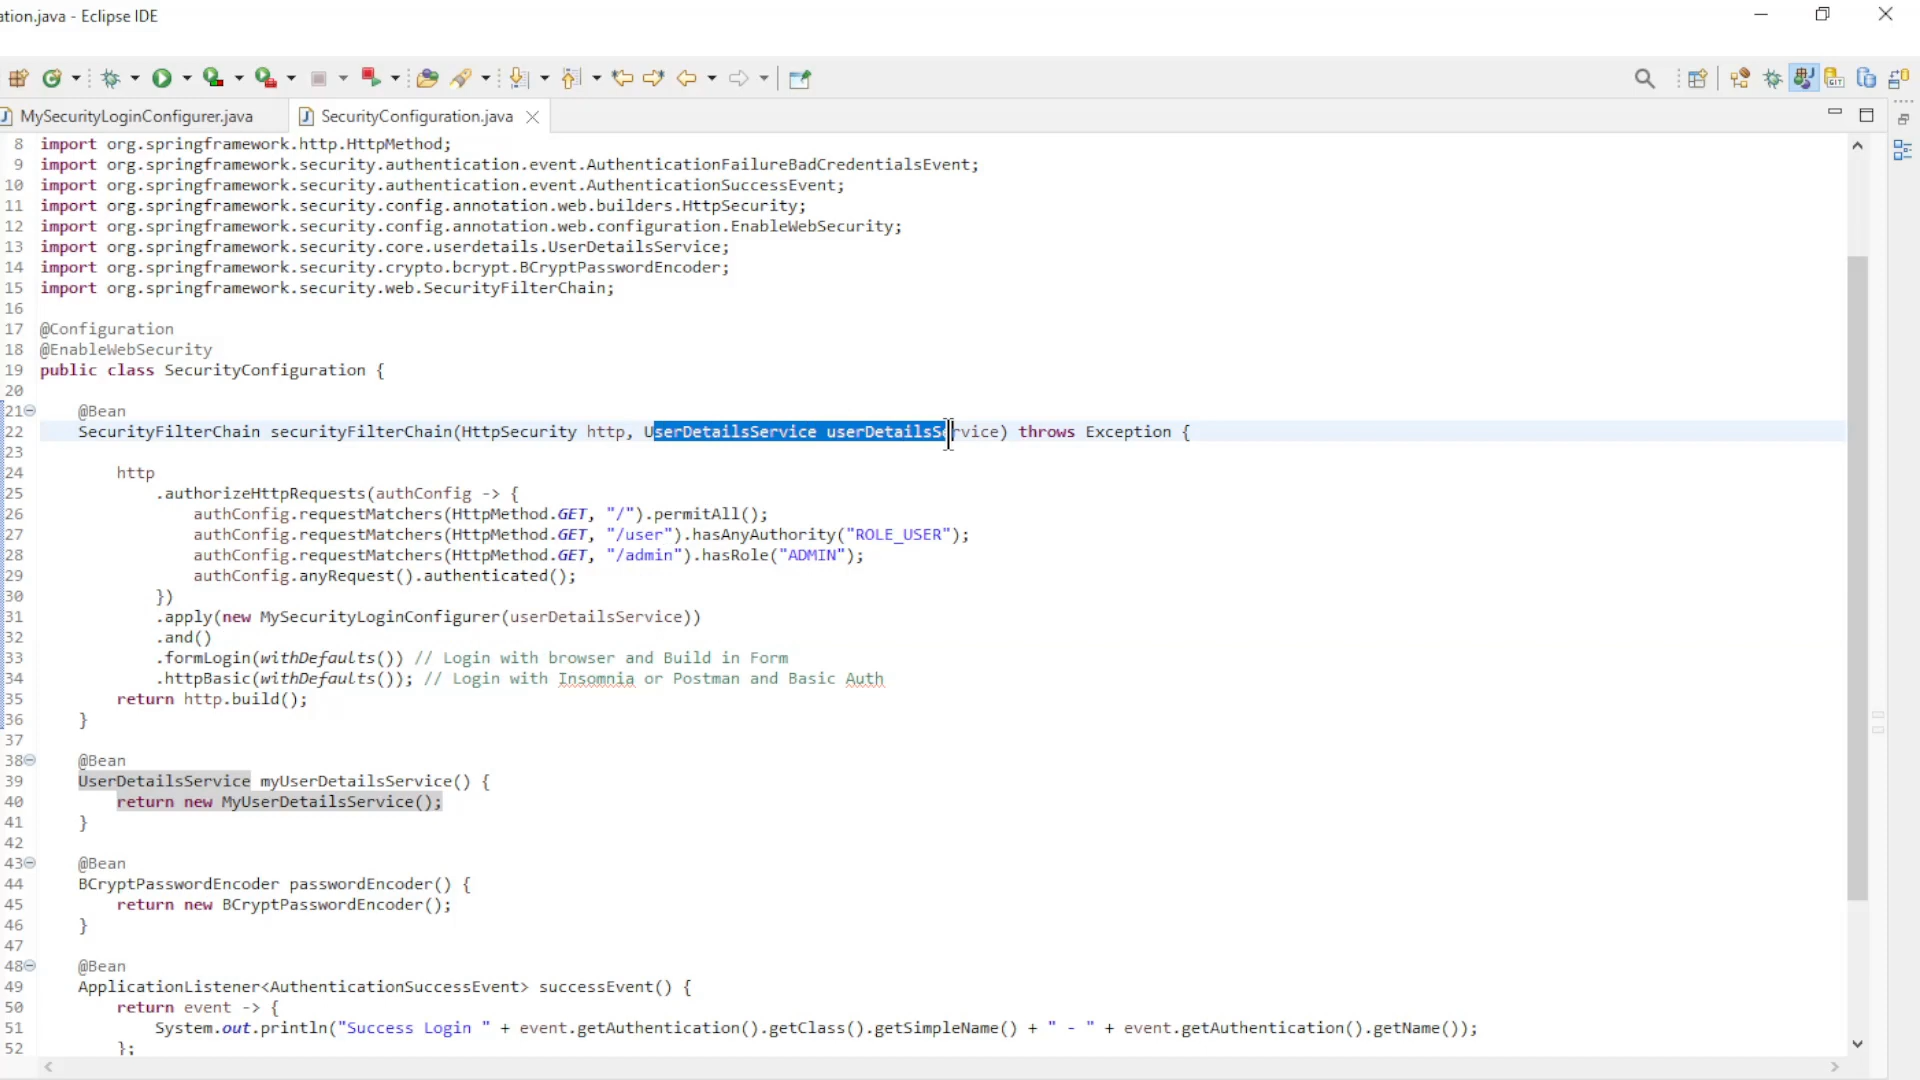 ation.java - Eclipse IDE
MySecurityLoginConfigurer.java
SecurityConfiguration.java
8 import org.springframework.http.HttpMethod;
9 import org.springframework.security.authentication.event.AuthenticationFailureBadCredentialsEvent;
10 import org.springframework.security.authentication.event.AuthenticationSuccessEvent;
11 import org.springframework.security.config.annotation.web.builders.HttpSecurity;
12 import org.springframework.security.config.annotation.web.configuration.EnableWebSecurity;
13 import org.springframework.security.core.userdetails.UserDetailsService;
14 import org.springframework.security.crypto.bcrypt.BCryptPasswordEncoder;
15 import org.springframework.security.web.SecurityFilterChain;
16
17 @Configuration
18 @EnableWebSecurity
19 public class SecurityConfiguration {
20
21 @Bean
22 SecurityFilterChain securityFilterChain(HttpSecurity http, UserDetailsService userDetailsService) throws Exception {
23
24 http
25 .authorizeHttpRequests(authConfig -> {
26 authConfig.requestMatchers(HttpMethod.GET, "/").permitAll();
27 authConfig.requestMatchers(HttpMethod.GET, "/user").hasAnyAuthority("ROLE_USER");
28 authConfig.requestMatchers(HttpMethod.GET, "/admin").hasRole("ADMIN");
29 authConfig.anyRequest().authenticated();
30 })
31 .apply(new MySecurityLoginConfigurer(userDetailsService))
32 .and()
33 .formLogin(withDefaults()) // Login with browser and Build in Form
34 .httpBasic(withDefaults()); // Login with Insomnia or Postman and Basic Auth
35 return http.build();
36 }
37
38 @Bean
39 UserDetailsService myUserDetailsService() {
40 return new MyUserDetailsService();
41 }
42
43 @Bean
44 BCryptPasswordEncoder passwordEncoder() {
45 return new BCryptPasswordEncoder();
46 }
47
48 @Bean
49 ApplicationListener<AuthenticationSuccessEvent> successEvent() {
50 return event -> {
51 System.out.println("Success Login " + event.getAuthentication().getClass().getSimpleName() + " - " + event.getAuthentication().getName());
52 };